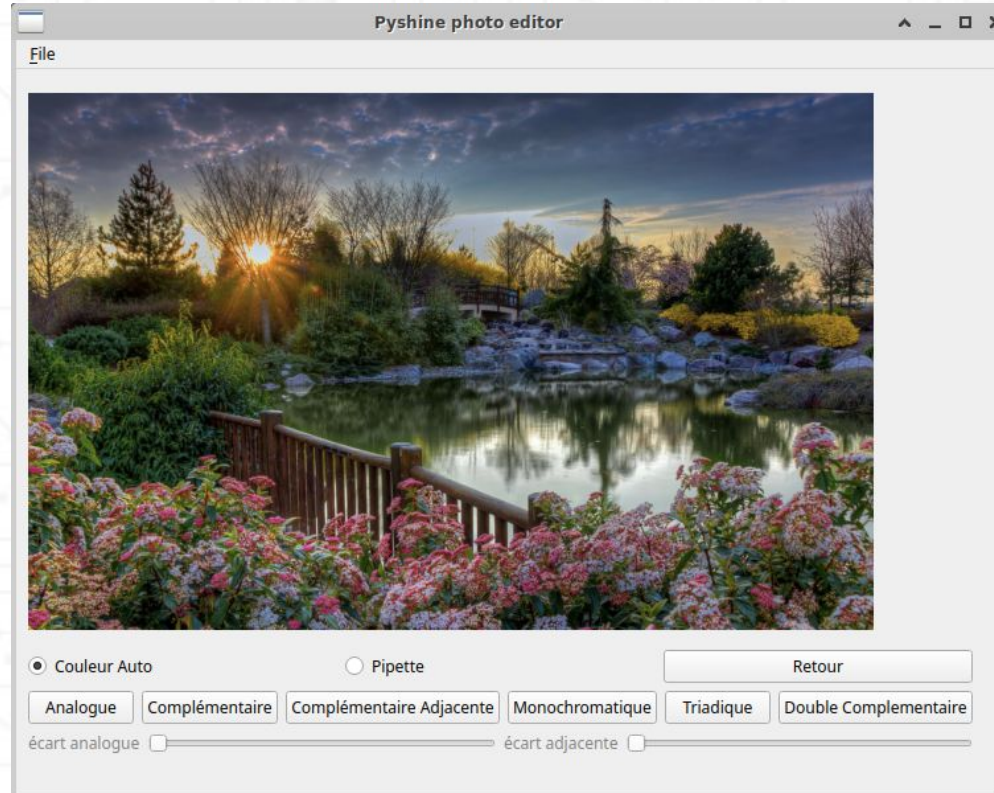 Pyshine photo editor
File
Couleur Auto Pipette Retour
Analogue Complémentaire Complémentaire Adjacente Monochromatique Triadique Double Complementaire
écart analogue écart adjacente